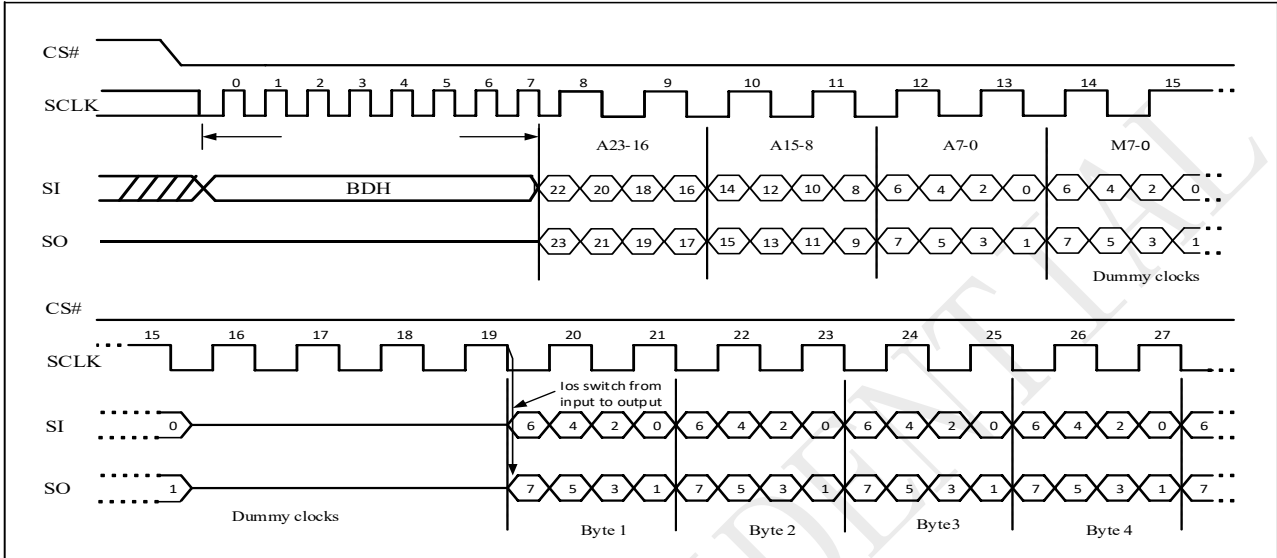 CS#
0 1 2 3 4 5 6 7 8 9 10 11 12 13 14 15
SCLK
A23-16 A15-8 A7-0 M7-0
SI BDH 22 20 18 16 14 12 10 8 6 4 2 0 6 4 2 0
SO 23 21 19 17 15 13 11 9 7 5 3 1 7 5 3 1
Dummy clocks
CS#
15 16 17 18 19 20 21 22 23 24 25 26 27
SCLK
Ios switch from
input to output
SI 0 6 4 2 0 6 4 2 0 6 4 2 0 6 4 2 0 6
SO 1 7 5 3 1 7 5 3 1 7 5 3 1 7 5 3 1 7
Dummy clocks Byte 1 Byte 2 Byte3 Byte 4